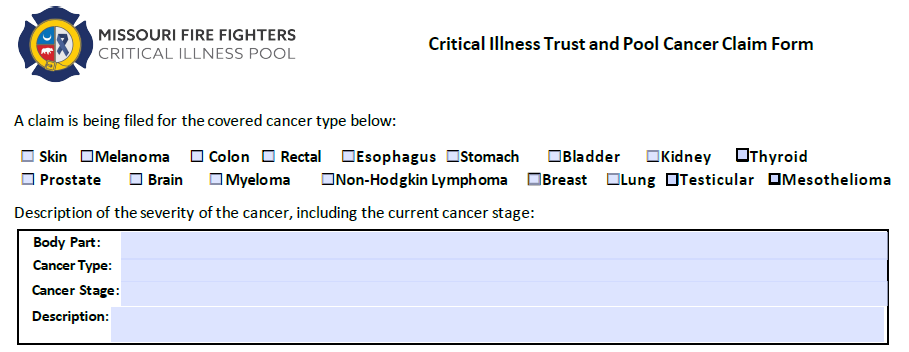 MISSOURI FIRE FIGHTERS
CRITICAL ILLNESS POOL
Critical Illness Trust and Pool Cancer Claim Form
A claim is being filed for the covered cancer type below:
Skin Melanoma Colon Rectal Esophagus Stomach Bladder Kidney Thyroid
Prostate Brain Myeloma Non-Hodgkin Lymphoma Breast Lung Testicular Mesothelioma
Description of the severity of the cancer, including the current cancer stage:
Body Part:
Cancer Type:
Cancer Stage:
Description: